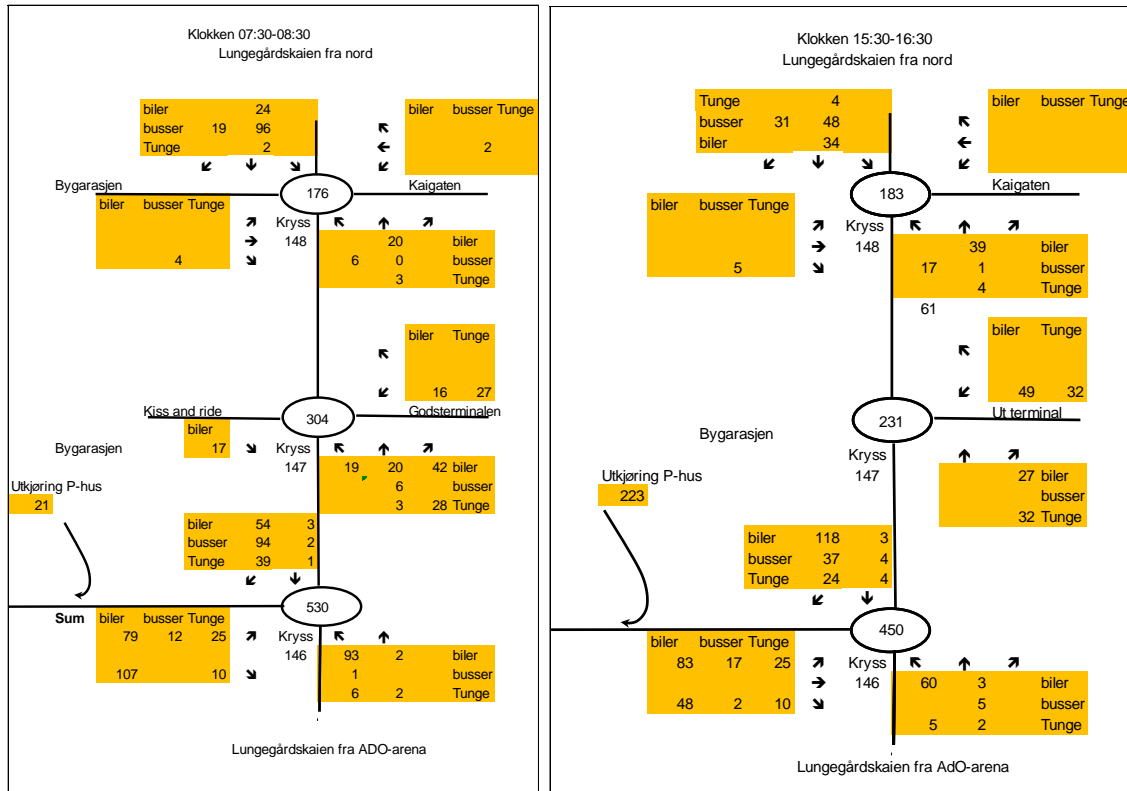 Klokken 07:30-08:30
Lungegårdskaien fra nord
biler 24
busser 19 96
Tunge 2
biler busser Tunge
2
Bygarasjen
176
Kaigaten
biler busser Tunge
4
Kryss
148
20 biler
6 0 busser
3 Tunge
biler Tunge
16 27
Kiss and ride
304
Godsterminalen
biler
17
Bygarasjen
Kryss
147
19 20 42 biler
6 busser
3 28 Tunge
Utkjøring P-hus
21
biler 54 3
busser 94 2
Tunge 39 1
530
Sum biler busser Tunge
79 12 25
107 10
Kryss
146
93 2 biler
1 busser
6 2 Tunge
Lungegårdskaien fra ADO-arena
Klokken 15:30-16:30
Lungegårdskaien fra nord
Tunge 4
busser 31 48
biler 34
biler busser Tunge
183
Kaigaten
biler busser Tunge
5
Kryss
148
39 biler
17 1 busser
4 Tunge
61
biler Tunge
49 32
231
Ut terminal
Bygarasjen
Kryss
147
27 biler
busser
32 Tunge
Utkjøring P-hus
223
biler 118 3
busser 37 4
Tunge 24 4
450
biler busser Tunge
83 17 25
48 2 10
Kryss
146
60 3 biler
5 busser
5 2 Tunge
Lungegårdskaien fra AdO-arena